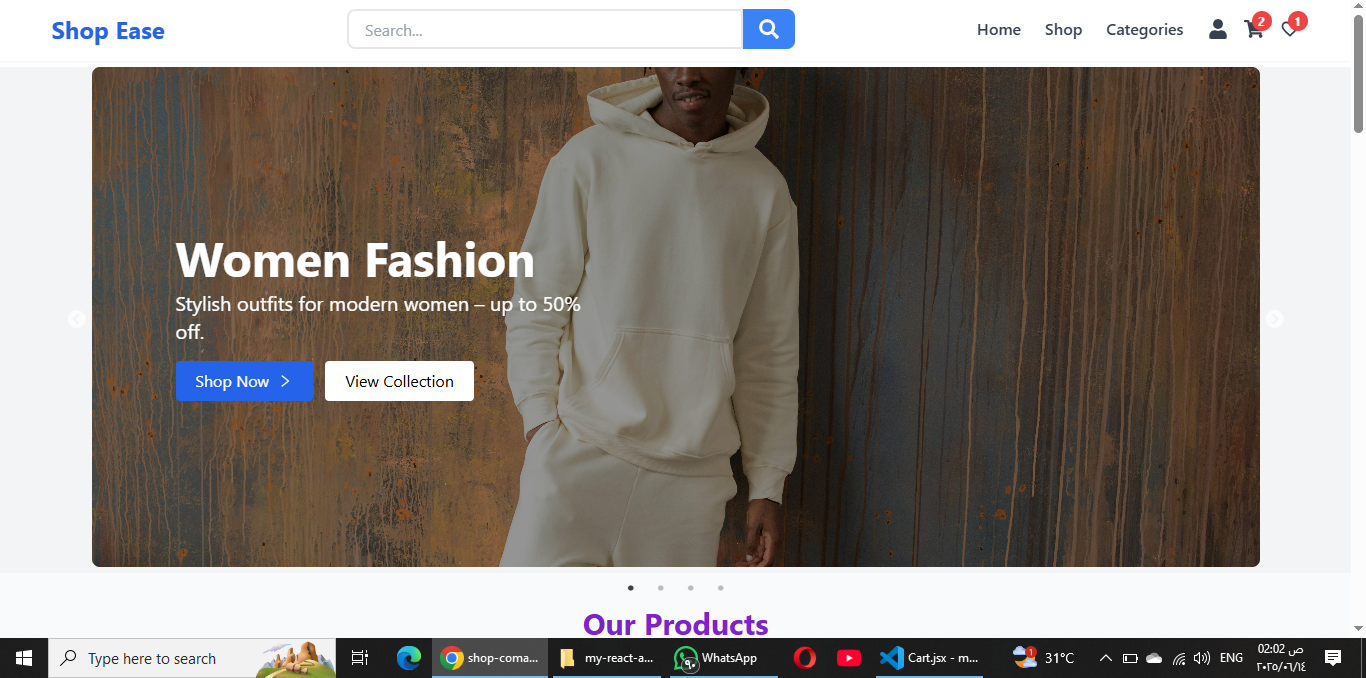 Shop Ease
Search...
Home
Shop
Categories
2
1
Women Fashion
Stylish outfits for modern women – up to 50%
off.
Shop Now
View Collection
Our Products
Type here to search
shop-coma...
my-react-a...
٩٠
WhatsApp
Cart.jsx - m...
1
31°C
ENG
02:02 ص
٢٠٢٥/٠٦/١٤